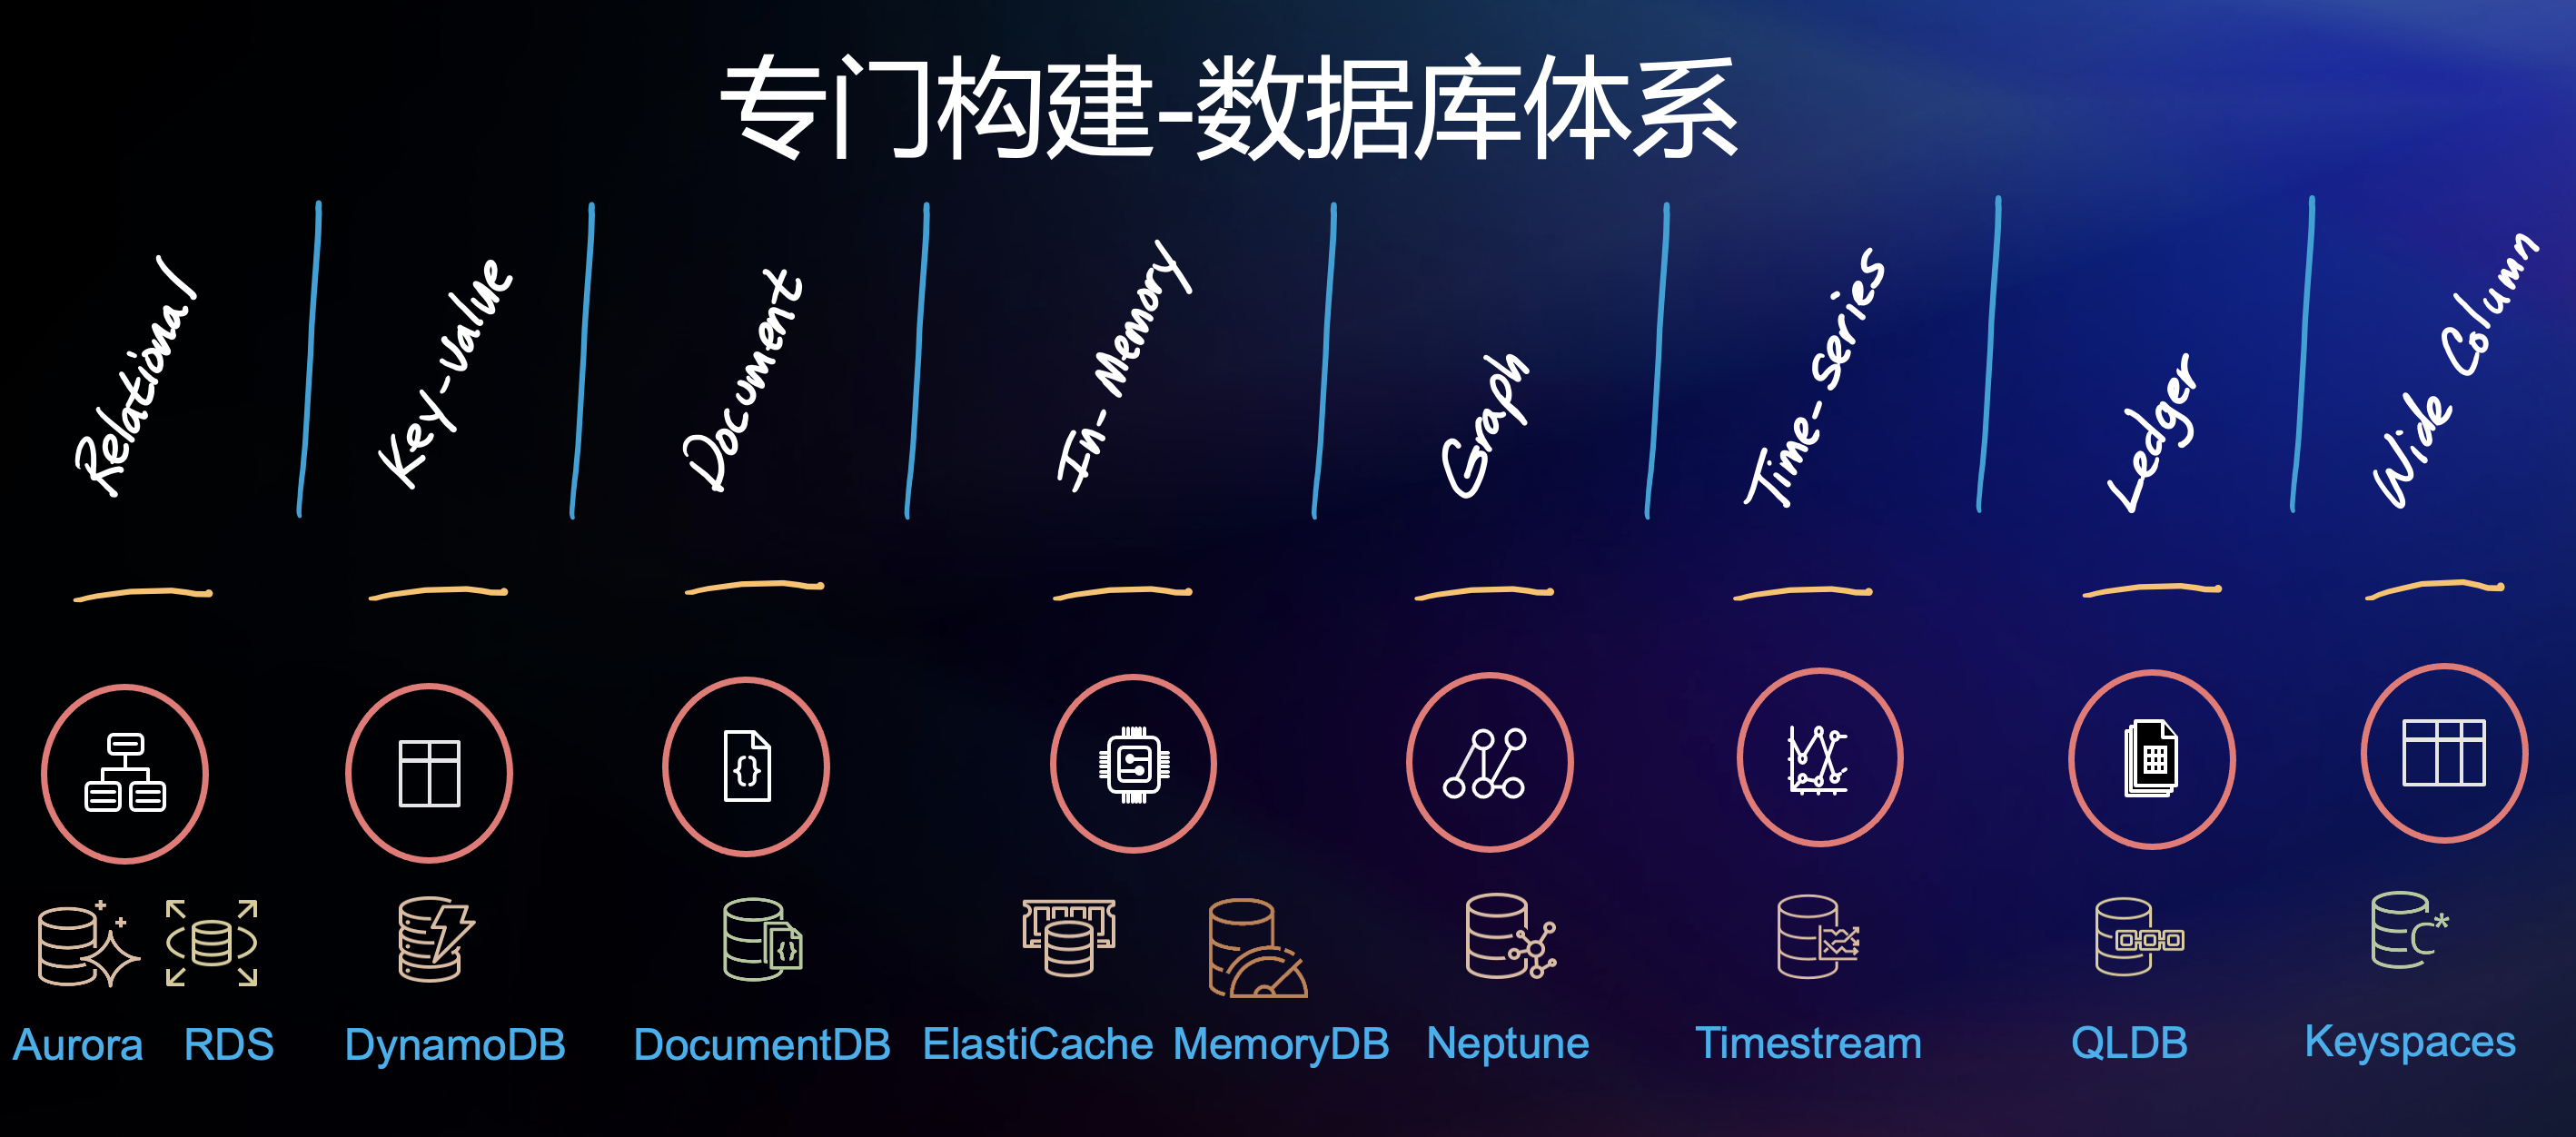 专门构建-数据库体系
Relational
Key-value
Document
In-Memory
Graph
Time-series
Ledger
Wide Column
Aurora
RDS
DynamoDB
DocumentDB
ElastiCache
MemoryDB
Neptune
Timestream
QLDB
Keyspaces
{}
{}
C*